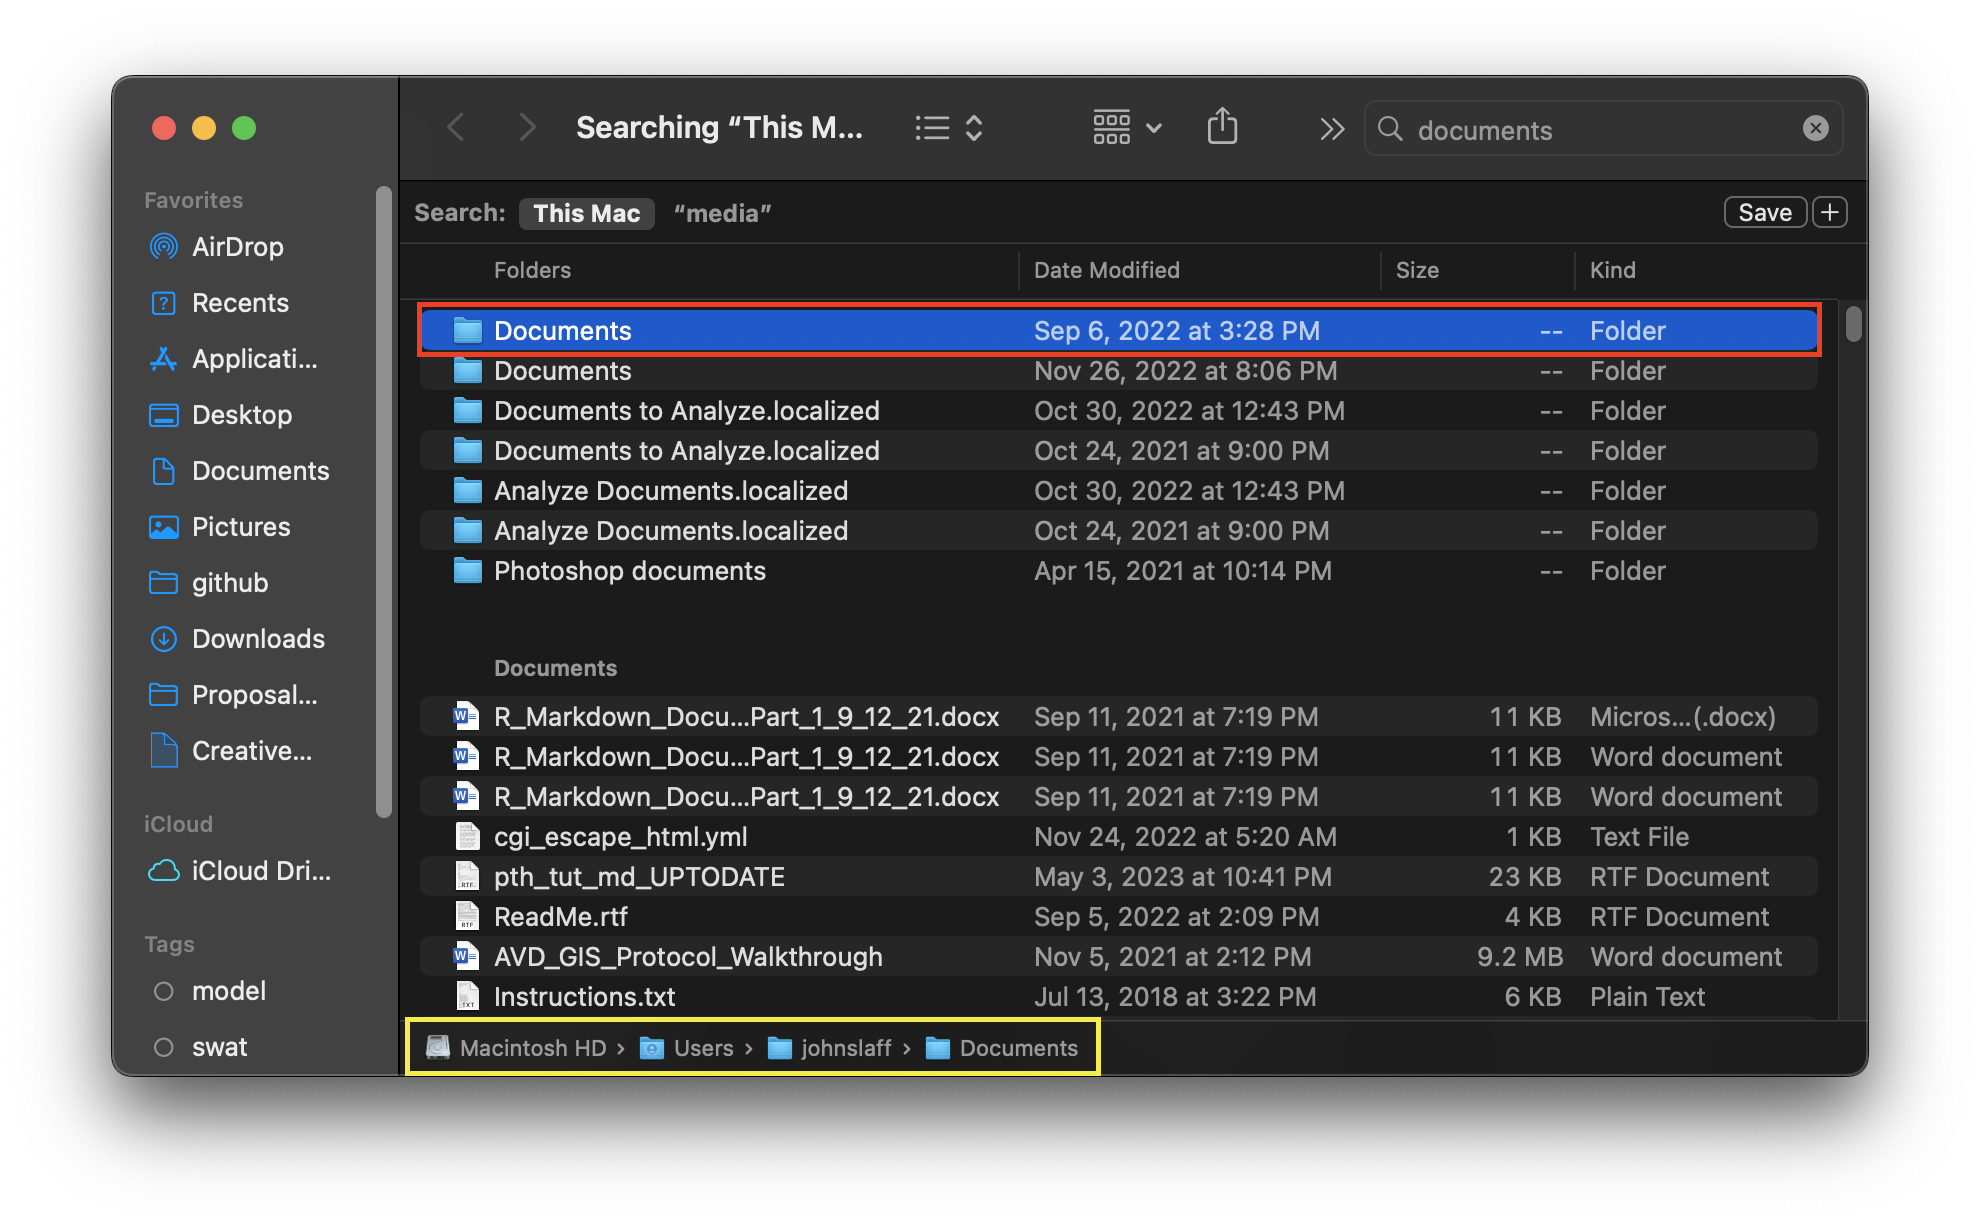 Searching “This M...
documents
Favorites
AirDrop
Recents
Applicati...
Desktop
Documents
Pictures
github
Downloads
Proposal...
Creative...
iCloud
iCloud Dri...
Tags
model
swat
Search: This Mac “media” Save +
Folders Date Modified Size Kind
Documents Sep 6, 2022 at 3:28 PM -- Folder
Documents Nov 26, 2022 at 8:06 PM -- Folder
Documents to Analyze.localized Oct 30, 2022 at 12:43 PM -- Folder
Documents to Analyze.localized Oct 24, 2021 at 9:00 PM -- Folder
Analyze Documents.localized Oct 30, 2022 at 12:43 PM -- Folder
Analyze Documents.localized Oct 24, 2021 at 9:00 PM -- Folder
Photoshop documents Apr 15, 2021 at 10:14 PM -- Folder
Documents
R_Markdown_Docu...Part_1_9_12_21.docx Sep 11, 2021 at 7:19 PM 11 KB Micros...(.docx)
R_Markdown_Docu...Part_1_9_12_21.docx Sep 11, 2021 at 7:19 PM 11 KB Word document
R_Markdown_Docu...Part_1_9_12_21.docx Sep 11, 2021 at 7:19 PM 11 KB Word document
cgi_escape_html.yml Nov 24, 2022 at 5:20 AM 1 KB Text File
pth_tut_md_UPTODATE May 3, 2023 at 10:41 PM 23 KB RTF Document
ReadMe.rtf Sep 5, 2022 at 2:09 PM 4 KB RTF Document
AVD_GIS_Protocol_Walkthrough Nov 5, 2021 at 2:12 PM 9.2 MB Word document
Instructions.txt Jul 13, 2018 at 3:22 PM 6 KB Plain Text
Macintosh HD › Users › johnslaff › Documents